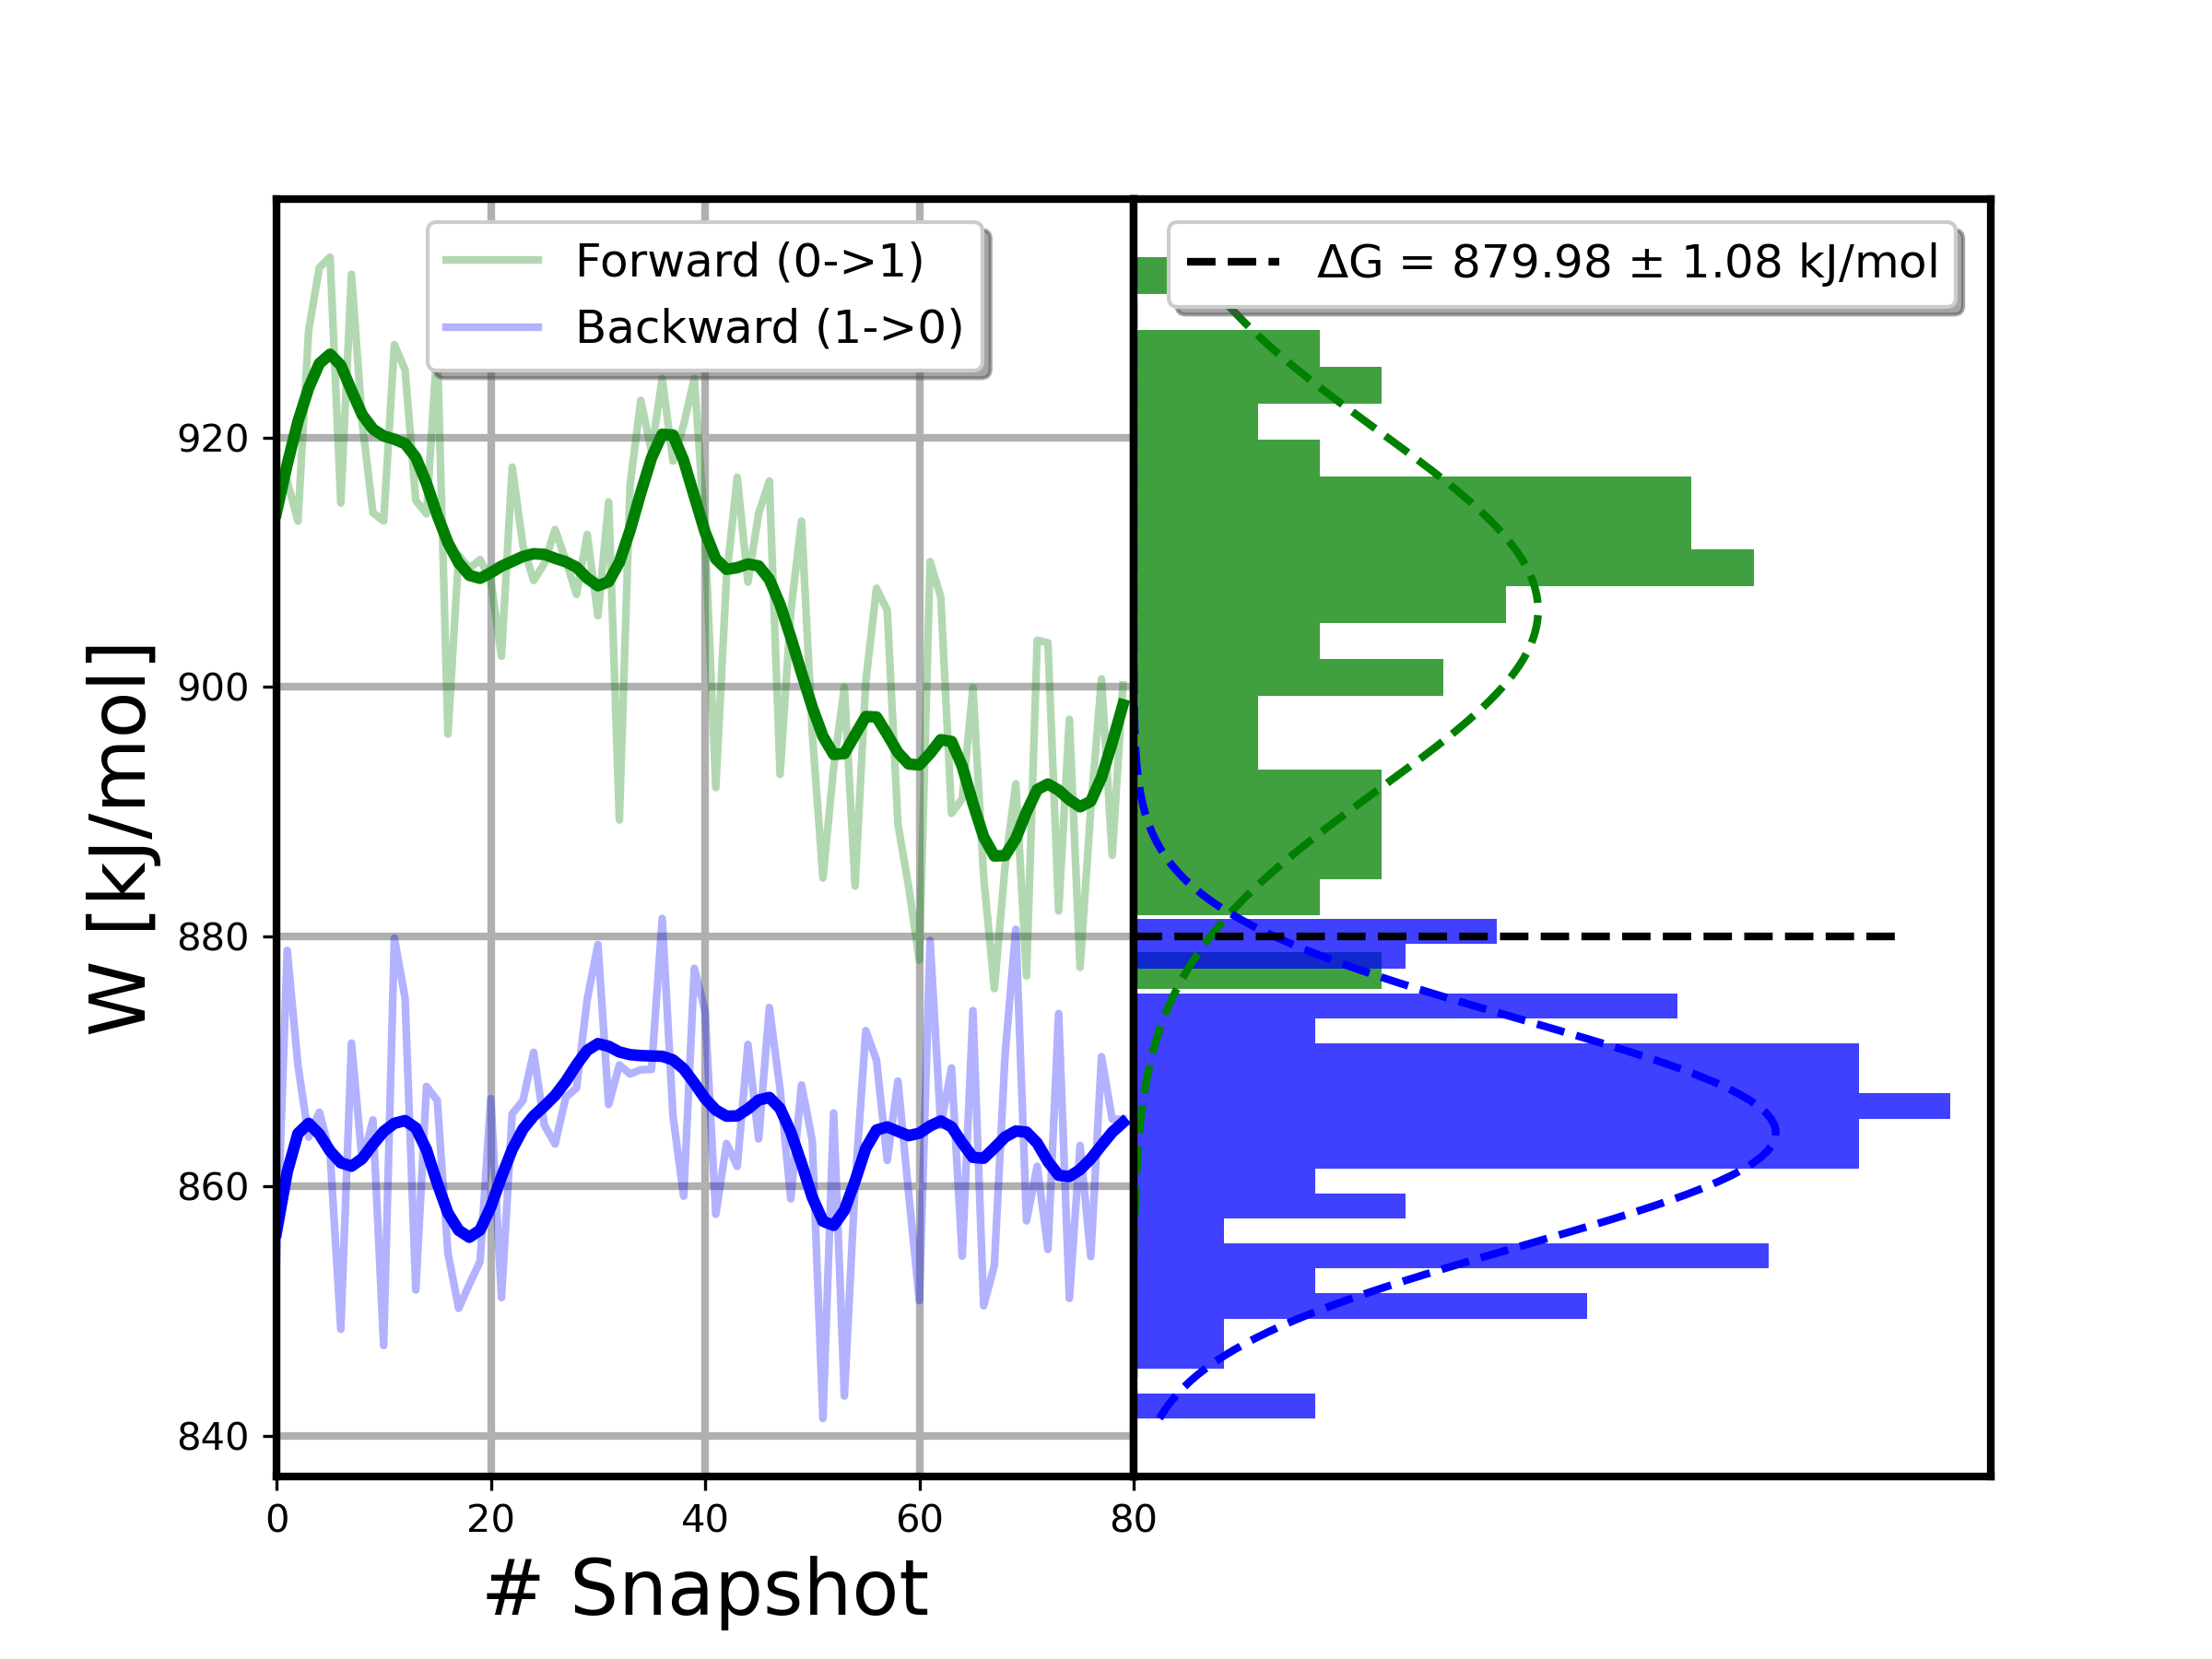 Forward (0->1)
Backward (1->0)
ΔG = 879.98 ± 1.08 kJ/mol
W [kJ/mol]
920
900
880
860
840
0 20 40 60 80
# Snapshot